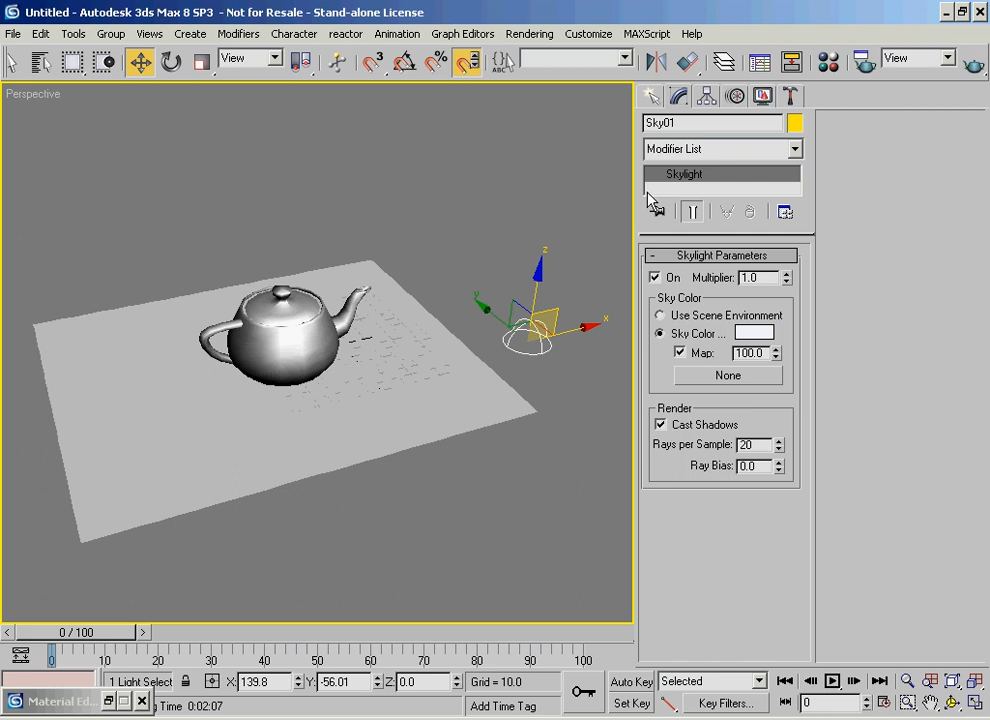 Untitled - Autodesk 3ds Max 8 SP3 - Not for Resale - Stand-alone License
File Edit Tools Group Views Create Modifiers Character reactor Animation Graph Editors Rendering Customize MAXScript Help
View 3 % ABC View
Perspective
Sky01
Modifier List
Skylight
- Skylight Parameters
On Multiplier: 1.0
Sky Color
Use Scene Environment
Sky Color ...
Map: 100.0
None
Render
Cast Shadows
Rays per Sample: 20
Ray Bias: 0.0
z
y
x
< 0 / 100 >
0 10 20 30 40 50 60 70 80 90 100
1 Light Select X: 139.8 Y: -56.01 Z: 0.0 Grid = 10.0 Auto Key Selected
Material Ed... g Time 0:02:07 Add Time Tag Set Key Key Filters... 0